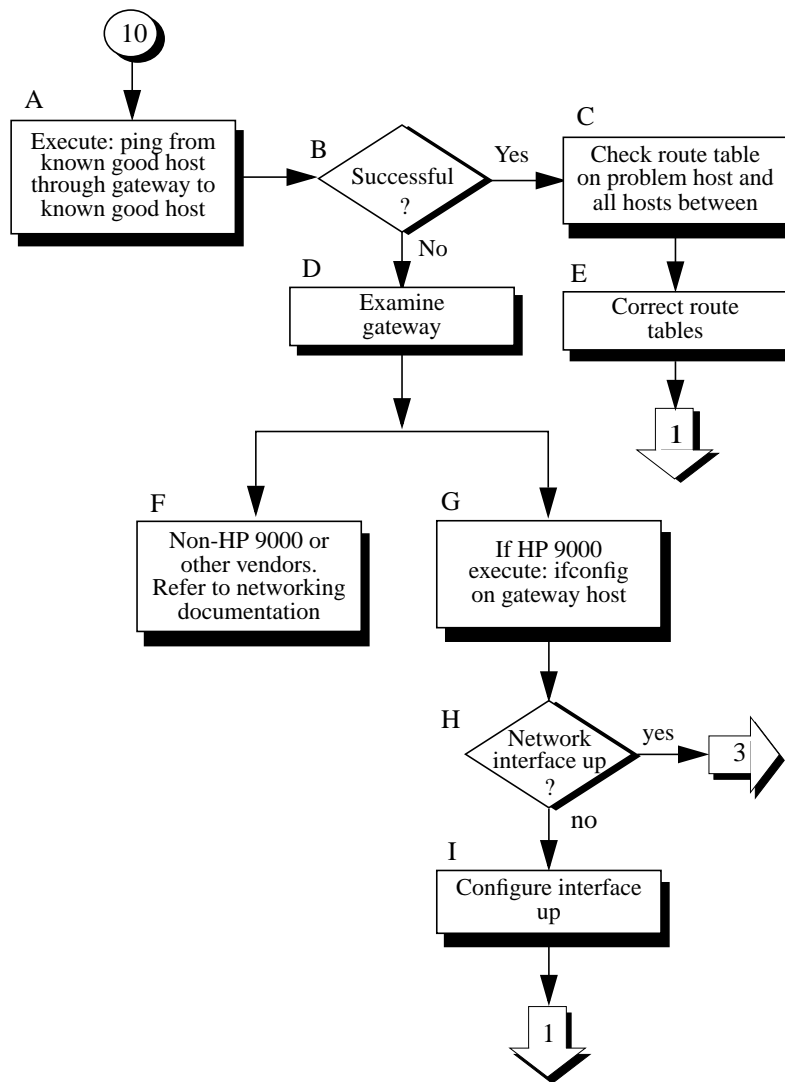 10
A
Execute: ping from
known good host
through gateway to
known good host
B
Successful
?
Yes
No
C
Check route table
on problem host and
all hosts between
D
Examine
gateway
E
Correct route
tables
1
F
Non-HP 9000 or
other vendors.
Refer to networking
documentation
G
If HP 9000
execute: ifconfig
on gateway host
H
Network
interface up
?
yes
3
no
I
Configure interface
up
1